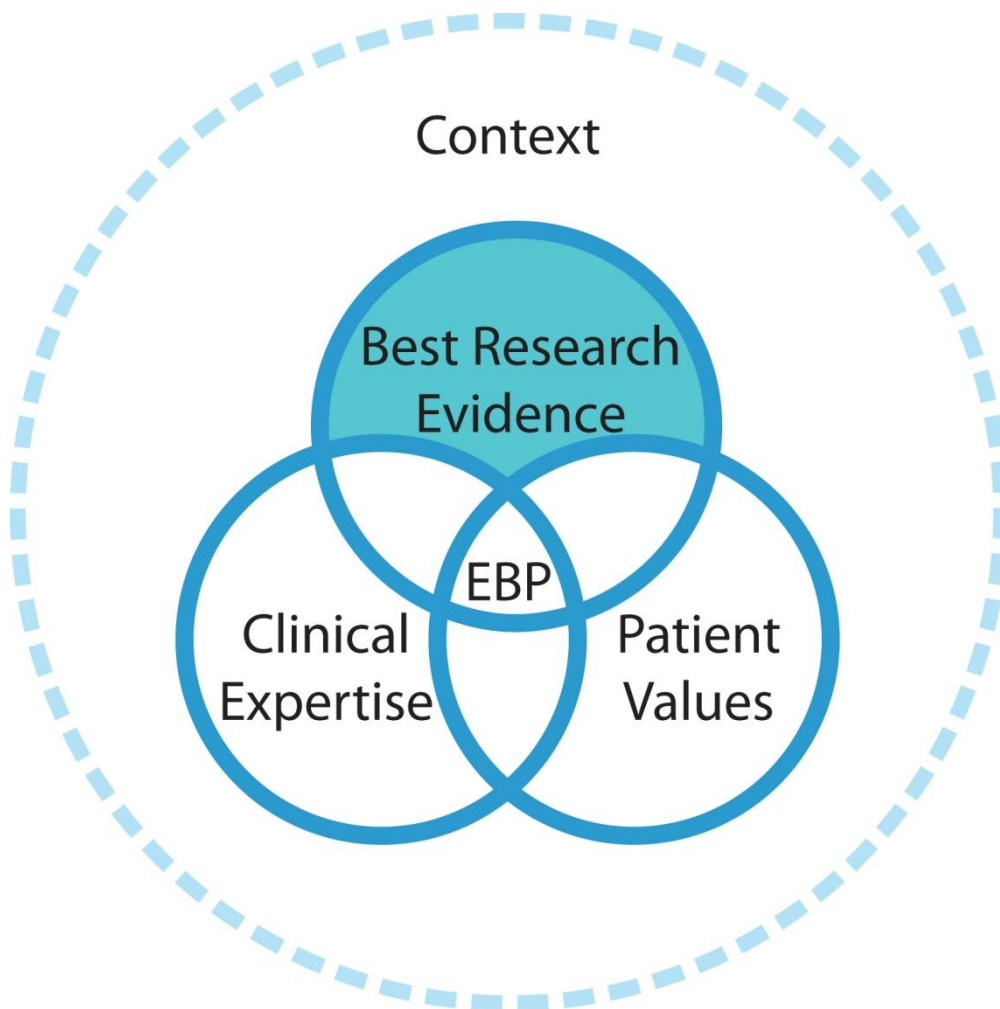 Context
Best Research
Evidence
EBP
Clinical
Expertise
Patient
Values